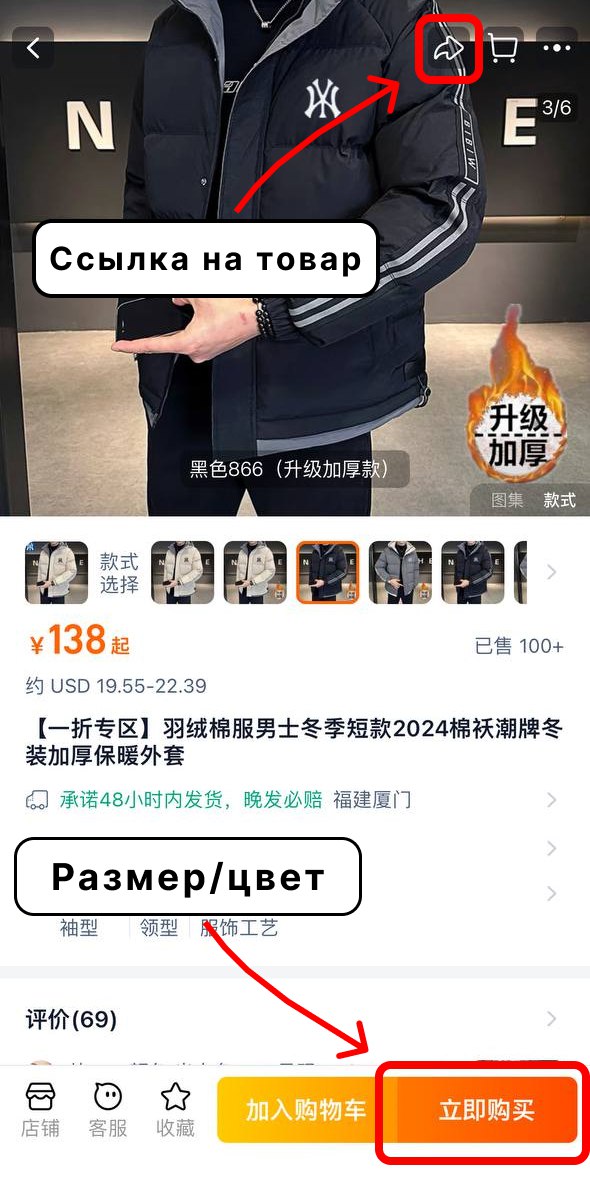 N
E
3/6
NY
BIBIW
Ссылка на товар
升级
加厚
黑色866（升级加厚款）
图集 款式
款式
选择
¥138起
已售 100+
约 USD 19.55-22.39
【一折专区】羽绒棉服男士冬季短款2024棉袄潮牌冬
装加厚保暖外套
承诺48小时内发货，晚发必赔 福建厦门
Размер/цвет
袖型 领型 服饰工艺
评价(69)
店铺 客服 收藏 加入购物车 立即购买